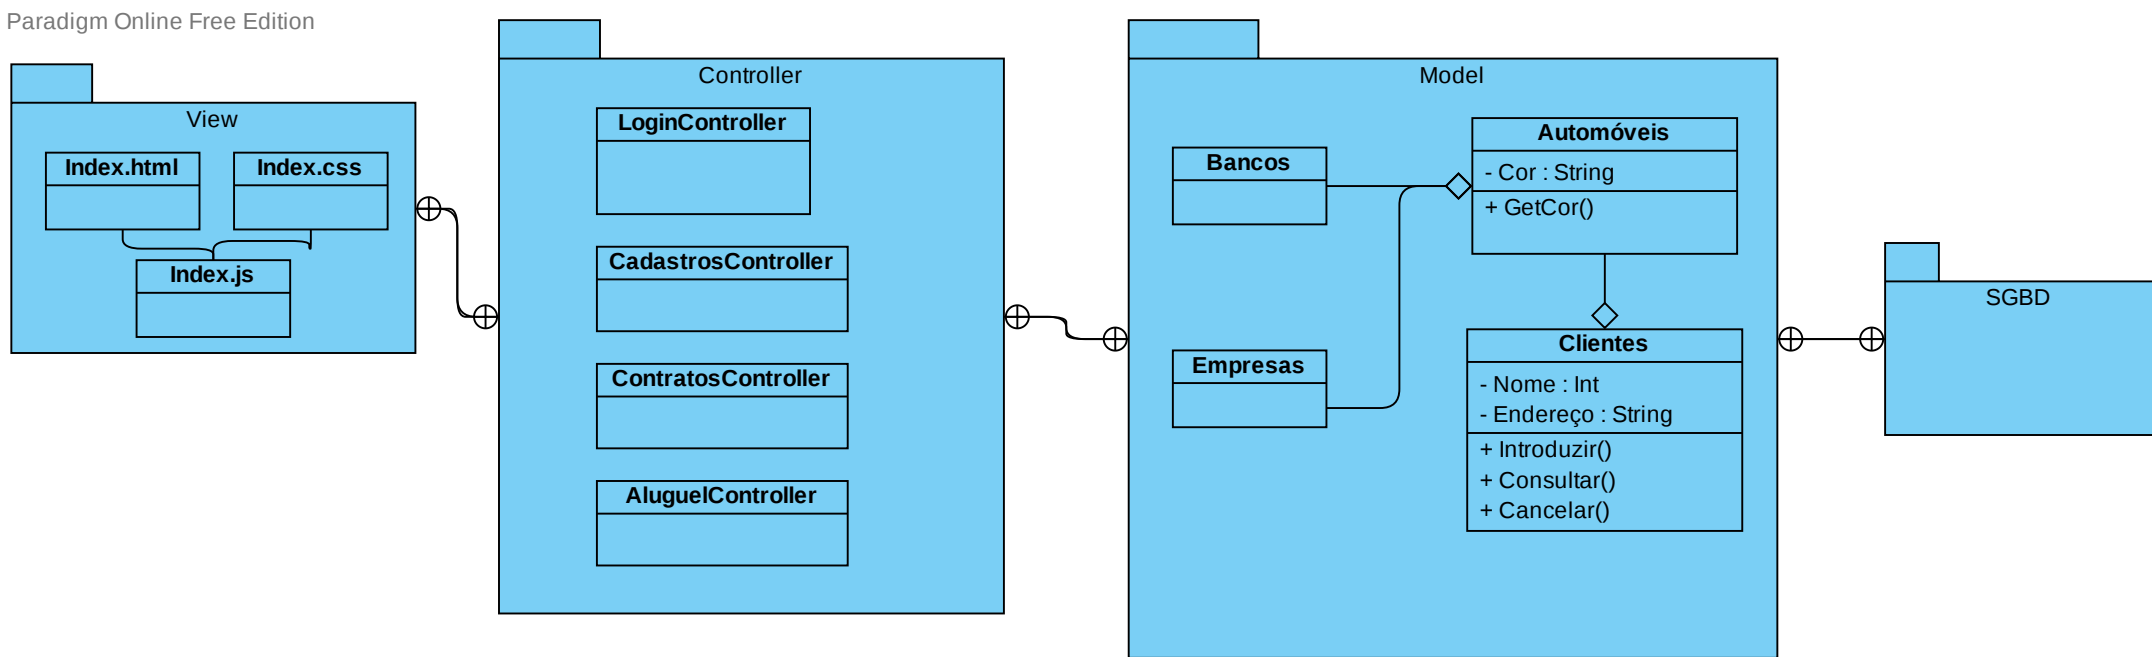 Paradigm Online Free Edition
View
Index.html
Index.css
Index.js
Controller
LoginController
CadastrosController
ContratosController
AluguelController
Model
Bancos
Empresas
Automóveis
- Cor : String
+ GetCor()
Clientes
- Nome : Int
- Endereço : String
+ Introduzir()
+ Consultar()
+ Cancelar()
SGBD